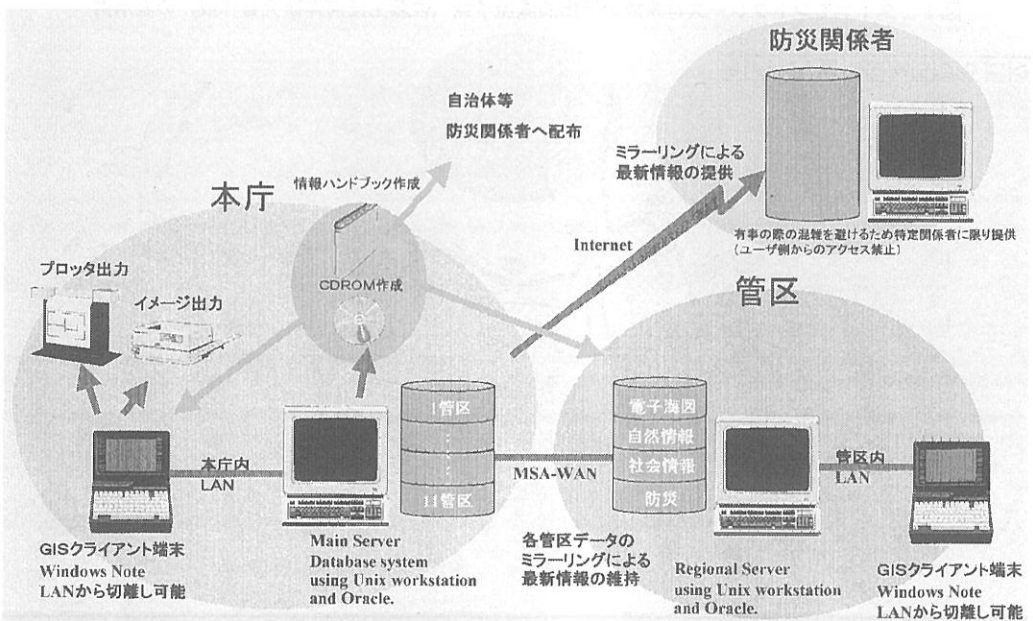 防災関係者
自治体等
防災関係者へ配布
ミラーリングによる
最新情報の提供
本庁
情報ハンドブック作成
Internet
有事の際の混雑を避けるため特定関係者に限り提供
(ユーザ側からのアクセス禁止)
プロッタ出力
イメージ出力
CDROM作成
管区
I管区
:
:
:
11管区
電子海図
自然情報
社会情報
防災
本庁内
LAN
MSA-WAN
管区内
LAN
GISクライアント端末
Windows Note
LANから切離し可能
Main Server
Database system
using Unix workstation
and Oracle.
各管区データの
ミラーリングによる
最新情報の維持
Regional Server
using Unix workstation
and Oracle.
GISクライアント端末
Windows Note
LANから切離し可能